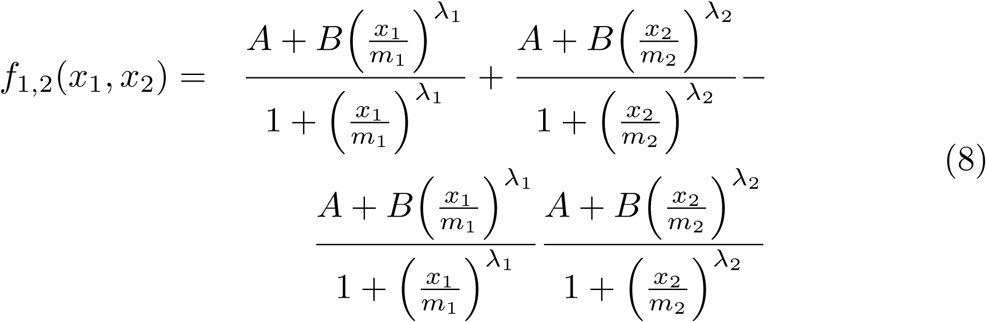 f_{1,2}(x_1, x_2) = \frac{A + B\left(\frac{x_1}{m_1}\right)^{\lambda_1}}{1 + \left(\frac{x_1}{m_1}\right)^{\lambda_1}} + \frac{A + B\left(\frac{x_2}{m_2}\right)^{\lambda_2}}{1 + \left(\frac{x_2}{m_2}\right)^{\lambda_2}} -
\frac{A + B\left(\frac{x_1}{m_1}\right)^{\lambda_1}}{1 + \left(\frac{x_1}{m_1}\right)^{\lambda_1}} \frac{A + B\left(\frac{x_2}{m_2}\right)^{\lambda_2}}{1 + \left(\frac{x_2}{m_2}\right)^{\lambda_2}} (8)